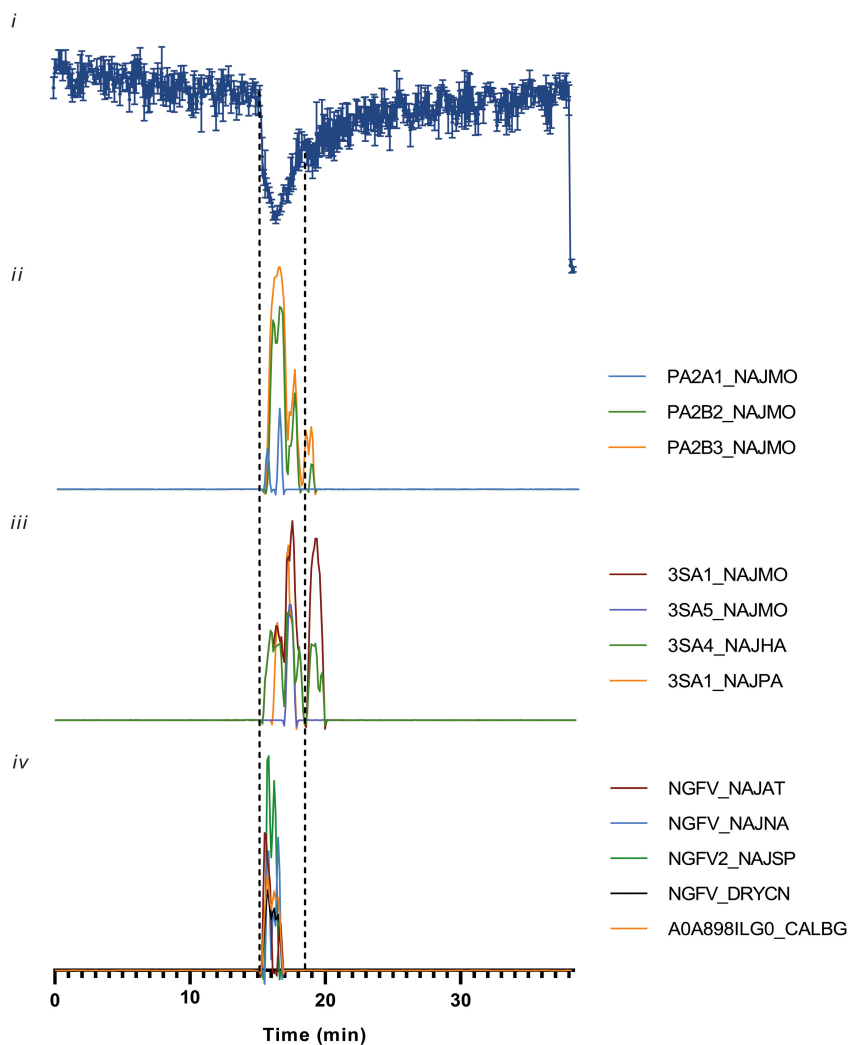 i
ii
PA2A1_NAJMO
PA2B2_NAJMO
PA2B3_NAJMO
iii
3SA1_NAJMO
3SA5_NAJMO
3SA4_NAJHA
3SA1_NAJPA
iv
NGFV_NAJAT
NGFV_NAJNA
NGFV2_NAJSP
NGFV_DRYCN
A0A898ILG0_CALBG
0 10 20 30
Time (min)